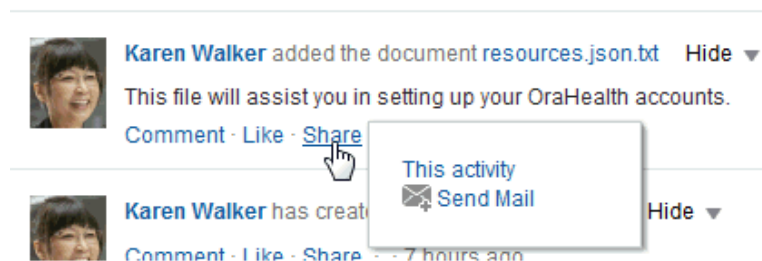 Karen Walker added the document resources.json.txt Hide
This file will assist you in setting up your OraHealth accounts.
Comment · Like · Share
This activity
Send Mail
Karen Walker has Hide
Comment · Like · Share · · 7 hours ago